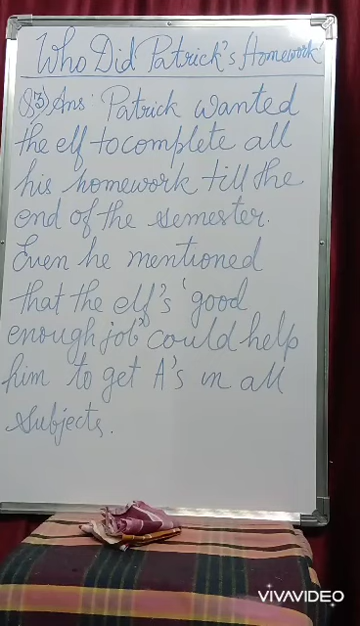 Who Did Patrick's Homework
Q3) Ans Patrick wanted
the elf to complete all
his homework till the
end of the semester.
Even he mentioned
that the elf's 'good
enough job' could help
him to get A's in all
subjects.
VIVAVIDEO